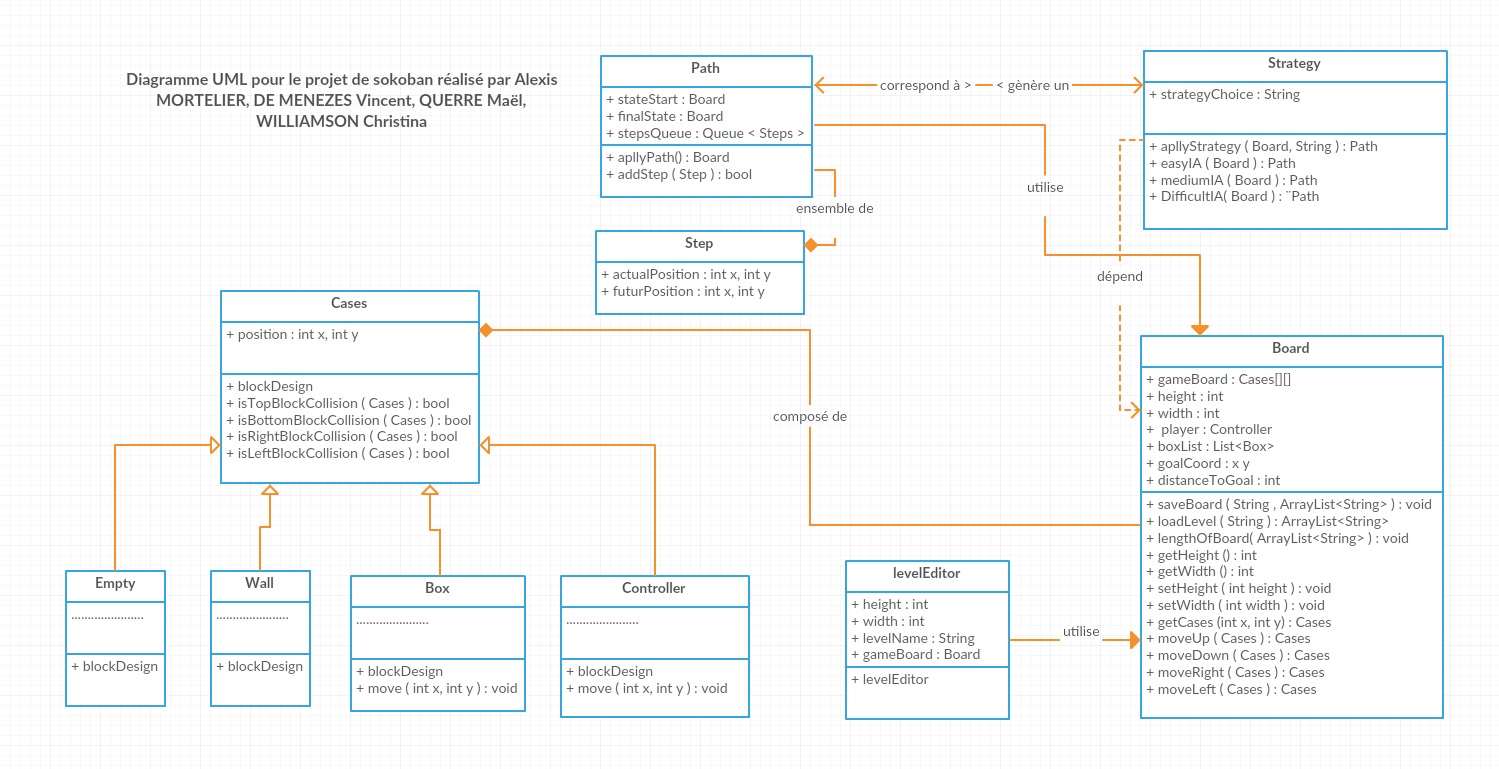 Diagramme UML pour le projet de sokoban réalisé par Alexis
MORTELIER, DE MENEZES Vincent, QUERRE Maël,
WILLIAMSON Christina
Path
+ stateStart : Board
+ finalState : Board
+ stepsQueue : Queue < Steps >
+ apllyPath() : Board
+ addStep ( Step ) : bool
correspond à >
< gènère un
Strategy
+ strategyChoice : String
+ apllyStrategy ( Board, String ) : Path
+ easyIA ( Board ) : Path
+ mediumIA ( Board ) : Path
+ DifficultIA( Board ) : ¨Path
utilise
ensemble de
dépend
Step
+ actualPosition : int x, int y
+ futurPosition : int x, int y
Cases
+ position : int x, int y
+ blockDesign
+ isTopBlockCollision ( Cases ) : bool
+ isBottomBlockCollision ( Cases ) : bool
+ isRightBlockCollision ( Cases ) : bool
+ isLeftBlockCollision ( Cases ) : bool
composé de
Board
+ gameBoard : Cases[][]
+ height : int
+ width : int
+  player : Controller
+ boxList : List<Box>
+ goalCoord : x y
+ distanceToGoal : int
+ saveBoard ( String , ArrayList<String> ) : void
+ loadLevel ( String ) : ArrayList<String>
+ lengthOfBoard( ArrayList<String> ) : void
+ getHeight () : int
+ getWidth () : int
+ setHeight ( int height ) : void
+ setWidth ( int width ) : void
+ getCases (int x, int y) : Cases
+ moveUp ( Cases ) : Cases
+ moveDown ( Cases ) : Cases
+ moveRight ( Cases ) : Cases
+ moveLeft ( Cases ) : Cases
Empty
......................
+ blockDesign
Wall
......................
+ blockDesign
Box
......................
+ blockDesign
+ move ( int x, int y ) : void
Controller
......................
+ blockDesign
+ move ( int x, int y ) : void
levelEditor
+ height : int
+ width : int
+ levelName : String
+ gameBoard : Board
+ levelEditor
utilise